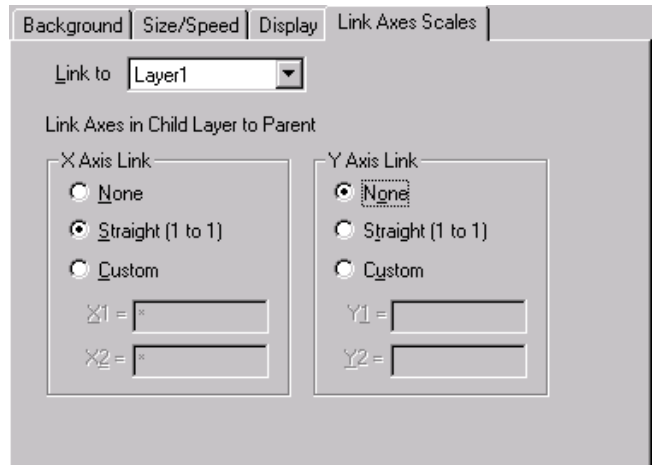 Background Size/Speed Display Link Axes Scales
Link to Layer1
Link Axes in Child Layer to Parent
X Axis Link
None
Straight (1 to 1)
Custom
X1 = *
X2 = *
Y Axis Link
None
Straight (1 to 1)
Custom
Y1 =
Y2 =